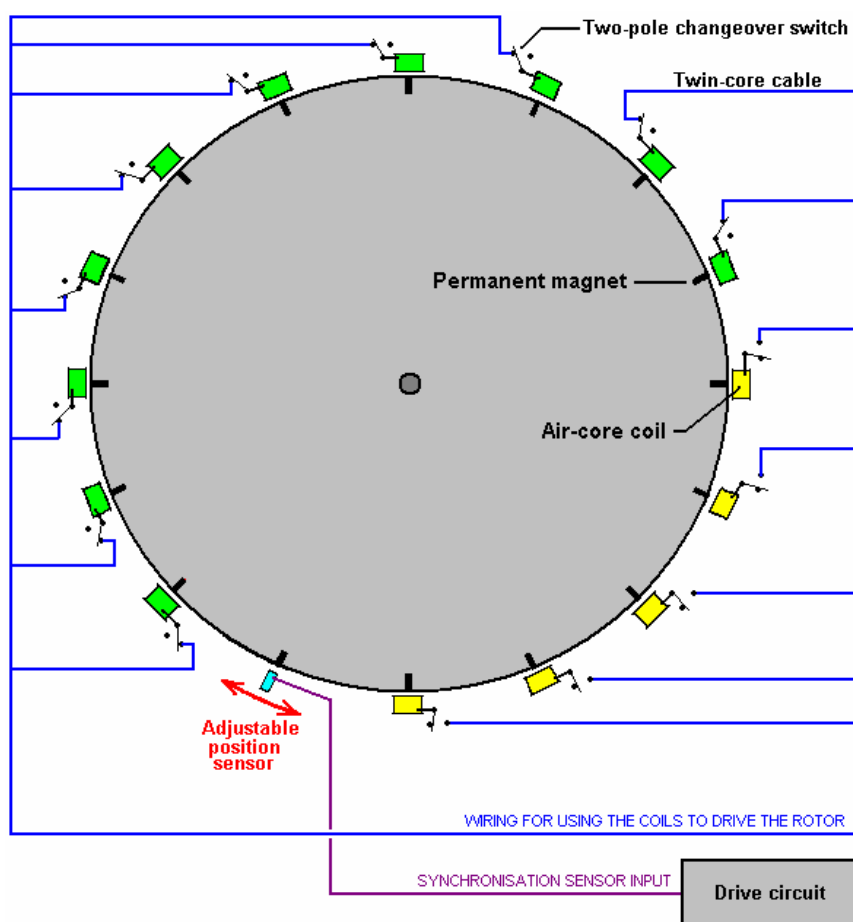 Two-pole changeover switch
Twin-core cable
Permanent magnet
Air-core coil
Adjustable
position
sensor
WIRING FOR USING THE COILS TO DRIVE THE ROTOR
SYNCHRONISATION SENSOR INPUT
Drive circuit